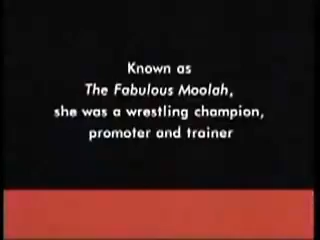 Known as
The Fabulous Moolah,
she was a wrestling champion,
promoter and trainer